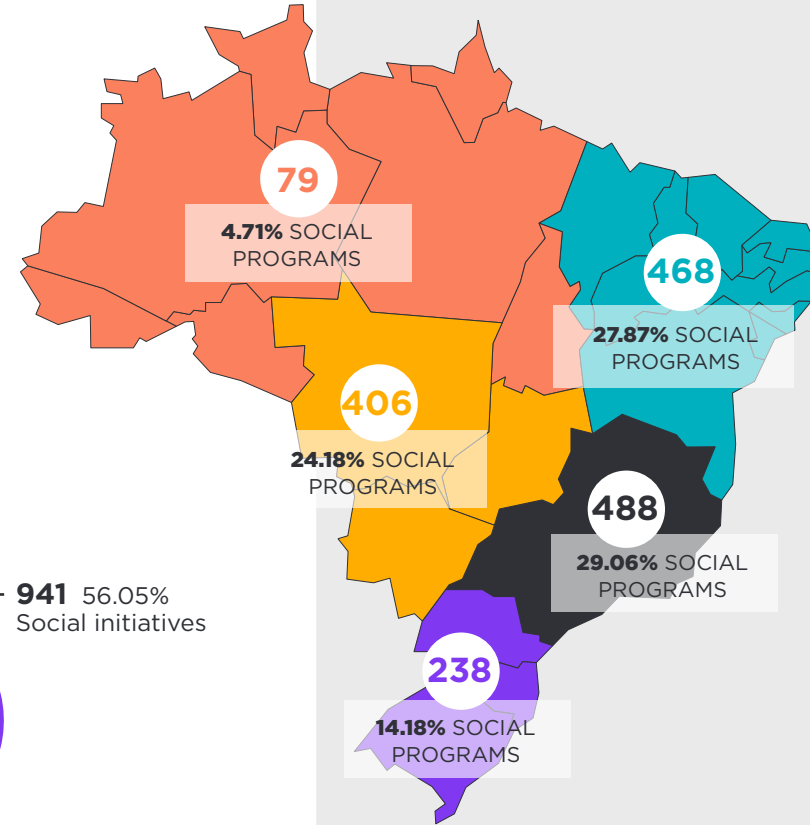 79
4.71% SOCIAL
PROGRAMS
468
27.87% SOCIAL
PROGRAMS
406
24.18% SOCIAL
PROGRAMS
488
29.06% SOCIAL
PROGRAMS
941 56.05%
Social initiatives
238
14.18% SOCIAL
PROGRAMS